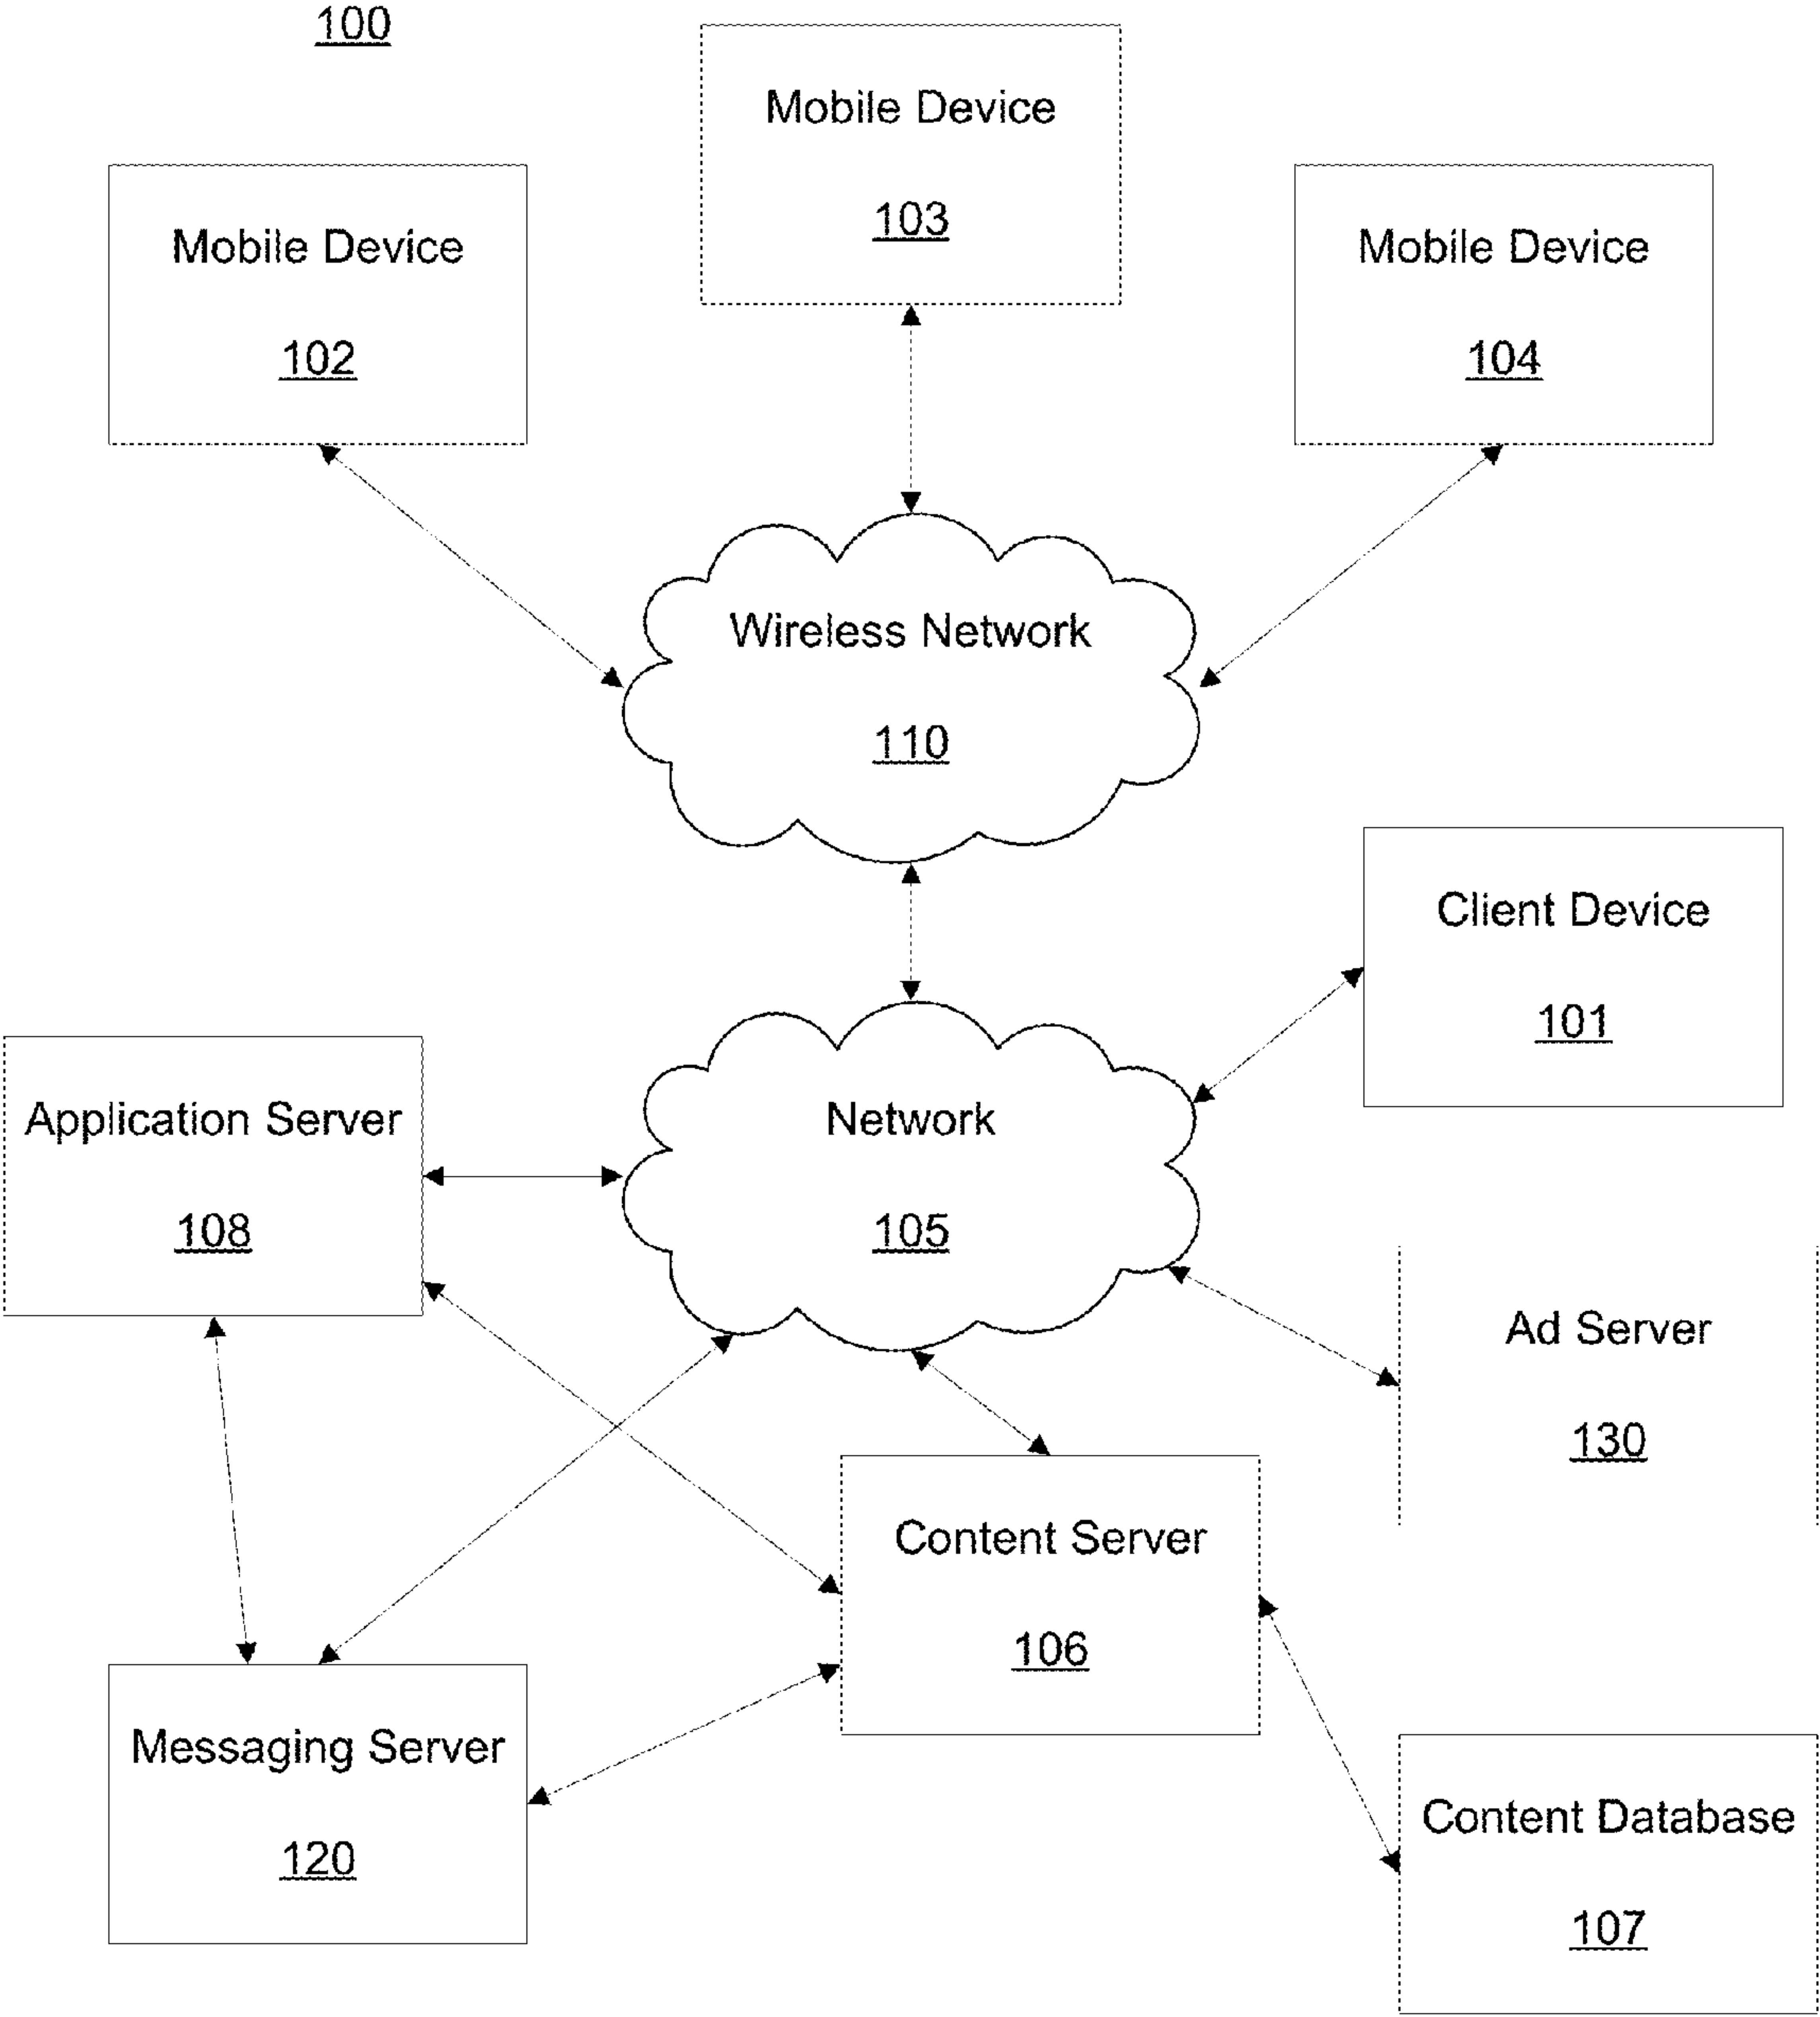 100
Mobile Device
103
Mobile Device
102
Mobile Device
104
Wireless Network
110
Client Device
101
Application Server
108
Network
105
Ad Server
130
Content Server
106
Messaging Server
120
Content Database
107